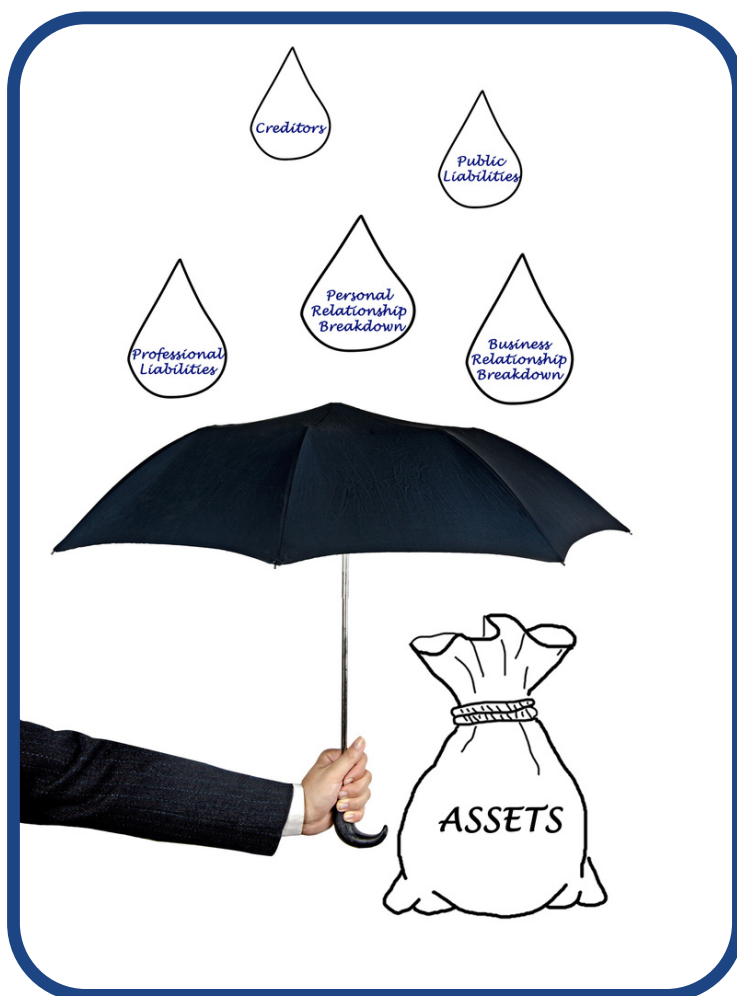 Creditors
Public
Liabilities
Personal
Relationship
Breakdown
Business
Relationship
Breakdown
Professional
Liabilities
ASSETS